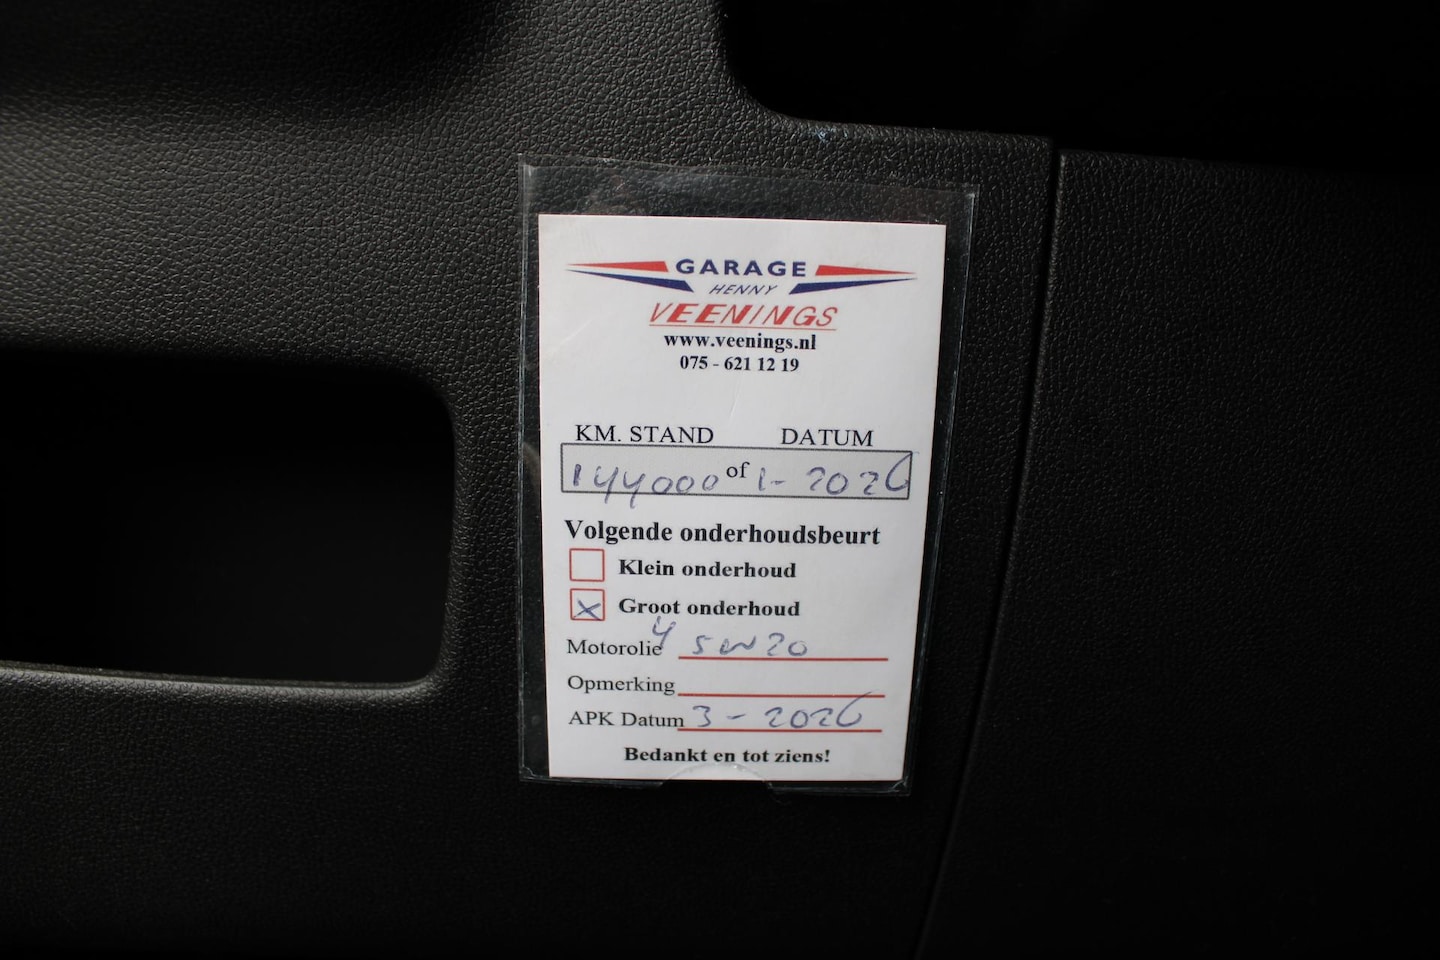 GARAGE
HENNY
VEENINGS
www.veenings.nl
075 - 621 12 19
KM. STAND DATUM
144000 of 1-2026
Volgende onderhoudsbeurt
Klein onderhoud
x Groot onderhoud
Motorolie 5w20
Opmerking
APK Datum 3-2026
Bedankt en tot ziens!